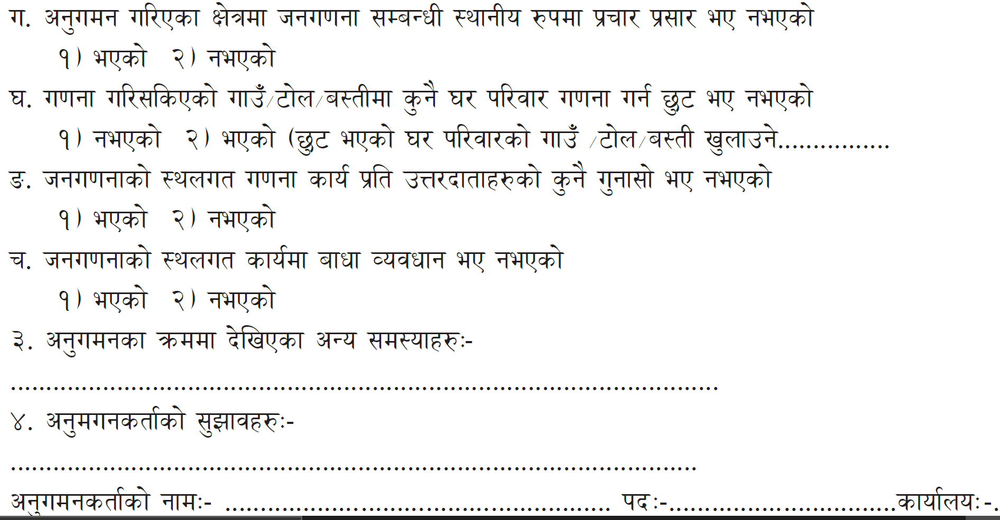 ग. अनुगमन गरिएका क्षेत्रमा जनगणना सम्बन्धी स्थानीय रुपमा प्रचार प्रसार भए नभएको
१) भएको २) नभएको
घ. गणना गरिसकिएको गाउँ/टोल/बस्तीमा कुनै घर परिवार गणना गर्न छुट भए नभएको
१) नभएको २) भएको (छुट भएको घर परिवारको गाउँ /टोल/बस्ती खुलाउने................
ङ. जनगणनाको स्थलगत गणना कार्य प्रति उत्तरदाताहरुको कुनै गुनासो भए नभएको
१) भएको २) नभएको
च. जनगणनाको स्थलगत कार्यमा बाधा व्यवधान भए नभएको
१) भएको २) नभएको
३. अनुगमनका क्रममा देखिएका अन्य समस्याहरुः-
....................................................................................................
४. अनुमगनकर्ताको सुझावहरुः-
.................................................................................................
अनुगमनकर्ताको नामः- ...................................................... पदः-................................कार्यालयः-.